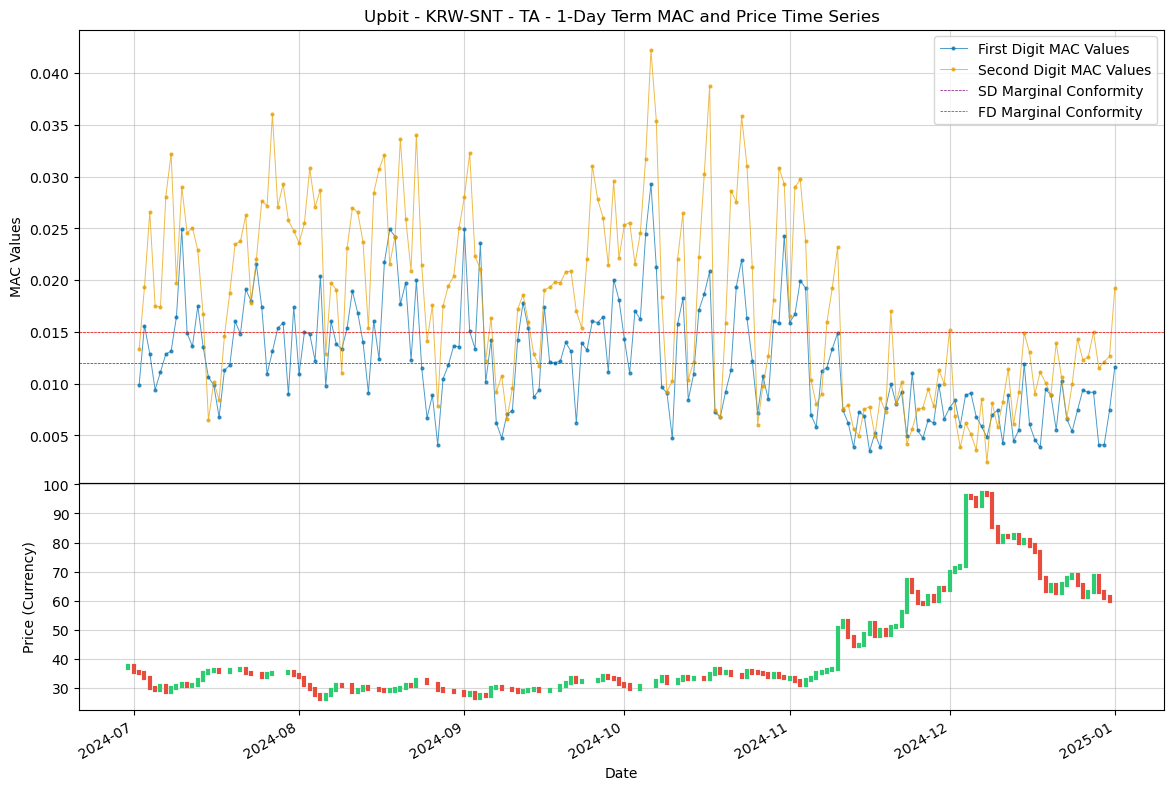 Upbit - KRW-SNT - TA - 1-Day Term MAC and Price Time Series
First Digit MAC Values
Second Digit MAC Values
SD Marginal Conformity
FD Marginal Conformity
MAC Values
0.040
0.035
0.030
0.025
0.020
0.015
0.010
0.005
Price (Currency)
100
90
80
70
60
50
40
30
2024-07
2024-08
2024-09
2024-10
2024-11
2024-12
2025-01
Date